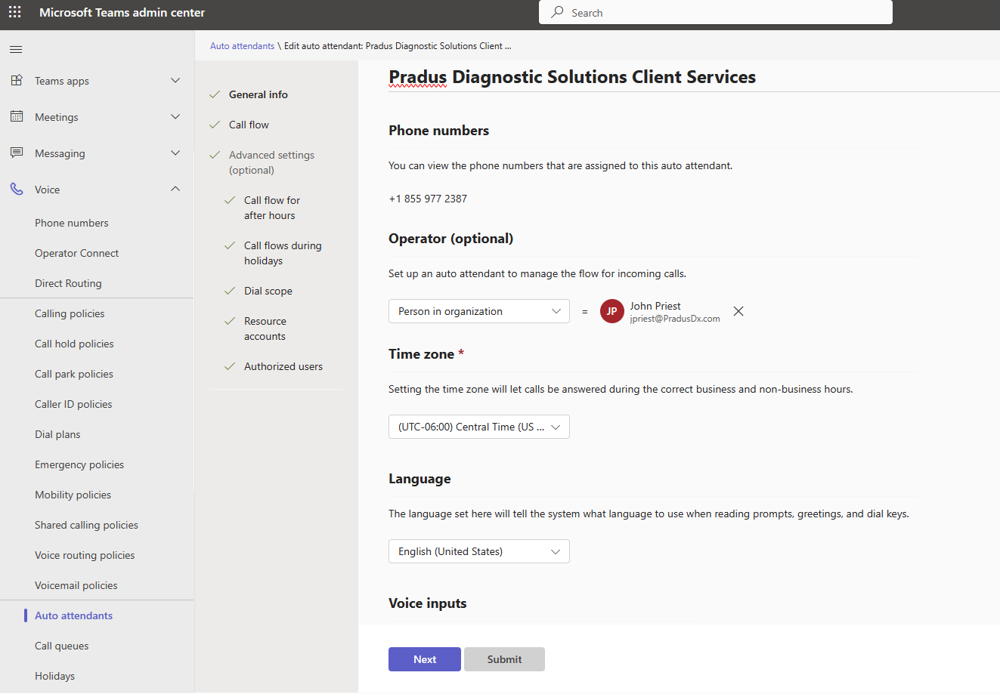 Microsoft Teams admin center
Search
Auto attendants \ Edit auto attendant: Pradus Diagnostic Solutions Client ...
Teams apps
Meetings
Messaging
Voice
Phone numbers
Operator Connect
Direct Routing
Calling policies
Call hold policies
Call park policies
Caller ID policies
Dial plans
Emergency policies
Mobility policies
Shared calling policies
Voice routing policies
Voicemail policies
Auto attendants
Call queues
Holidays
General info
Call flow
Advanced settings
(optional)
Call flow for
after hours
Call flows during
holidays
Dial scope
Resource
accounts
Authorized users
Pradus Diagnostic Solutions Client Services
Phone numbers
You can view the phone numbers that are assigned to this auto attendant.
+1 855 977 2387
Operator (optional)
Set up an auto attendant to manage the flow for incoming calls.
Person in organization
=
JP
John Priest
jpriest@PradusDx.com
Time zone *
Setting the time zone will let calls be answered during the correct business and non-business hours.
(UTC-06:00) Central Time (US ...
Language
The language set here will tell the system what language to use when reading prompts, greetings, and dial keys.
English (United States)
Voice inputs
Next
Submit